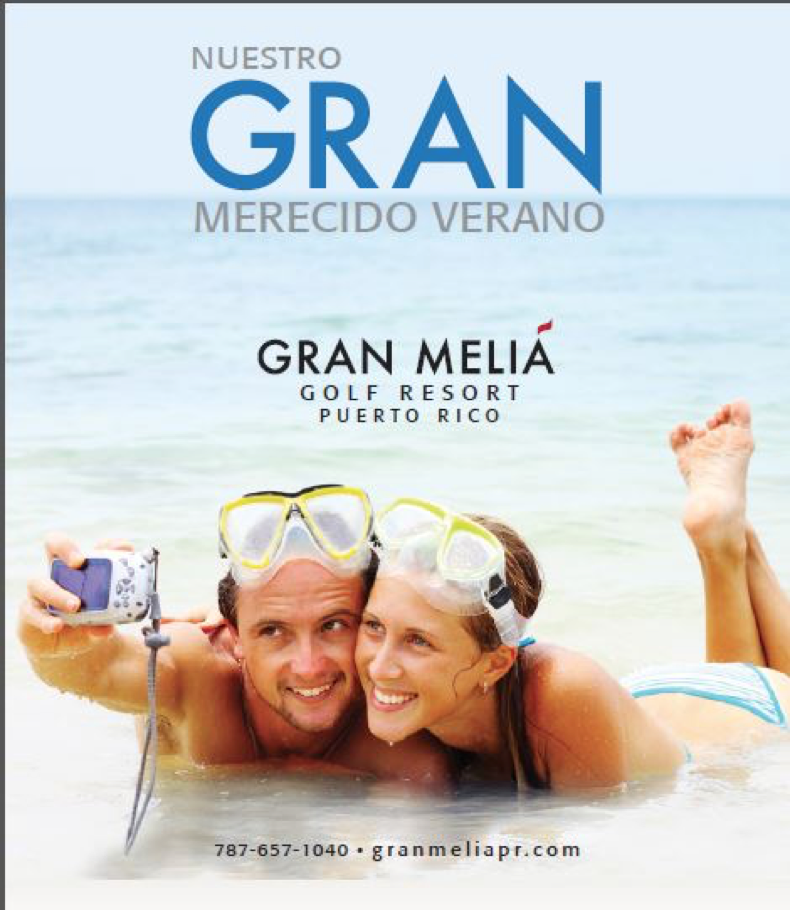 NUESTRO
GRAN
MERECIDO VERANO
GRAN MELIÁ
GOLF RESORT
PUERTO RICO
787-657-1040 • granmeliapr.com